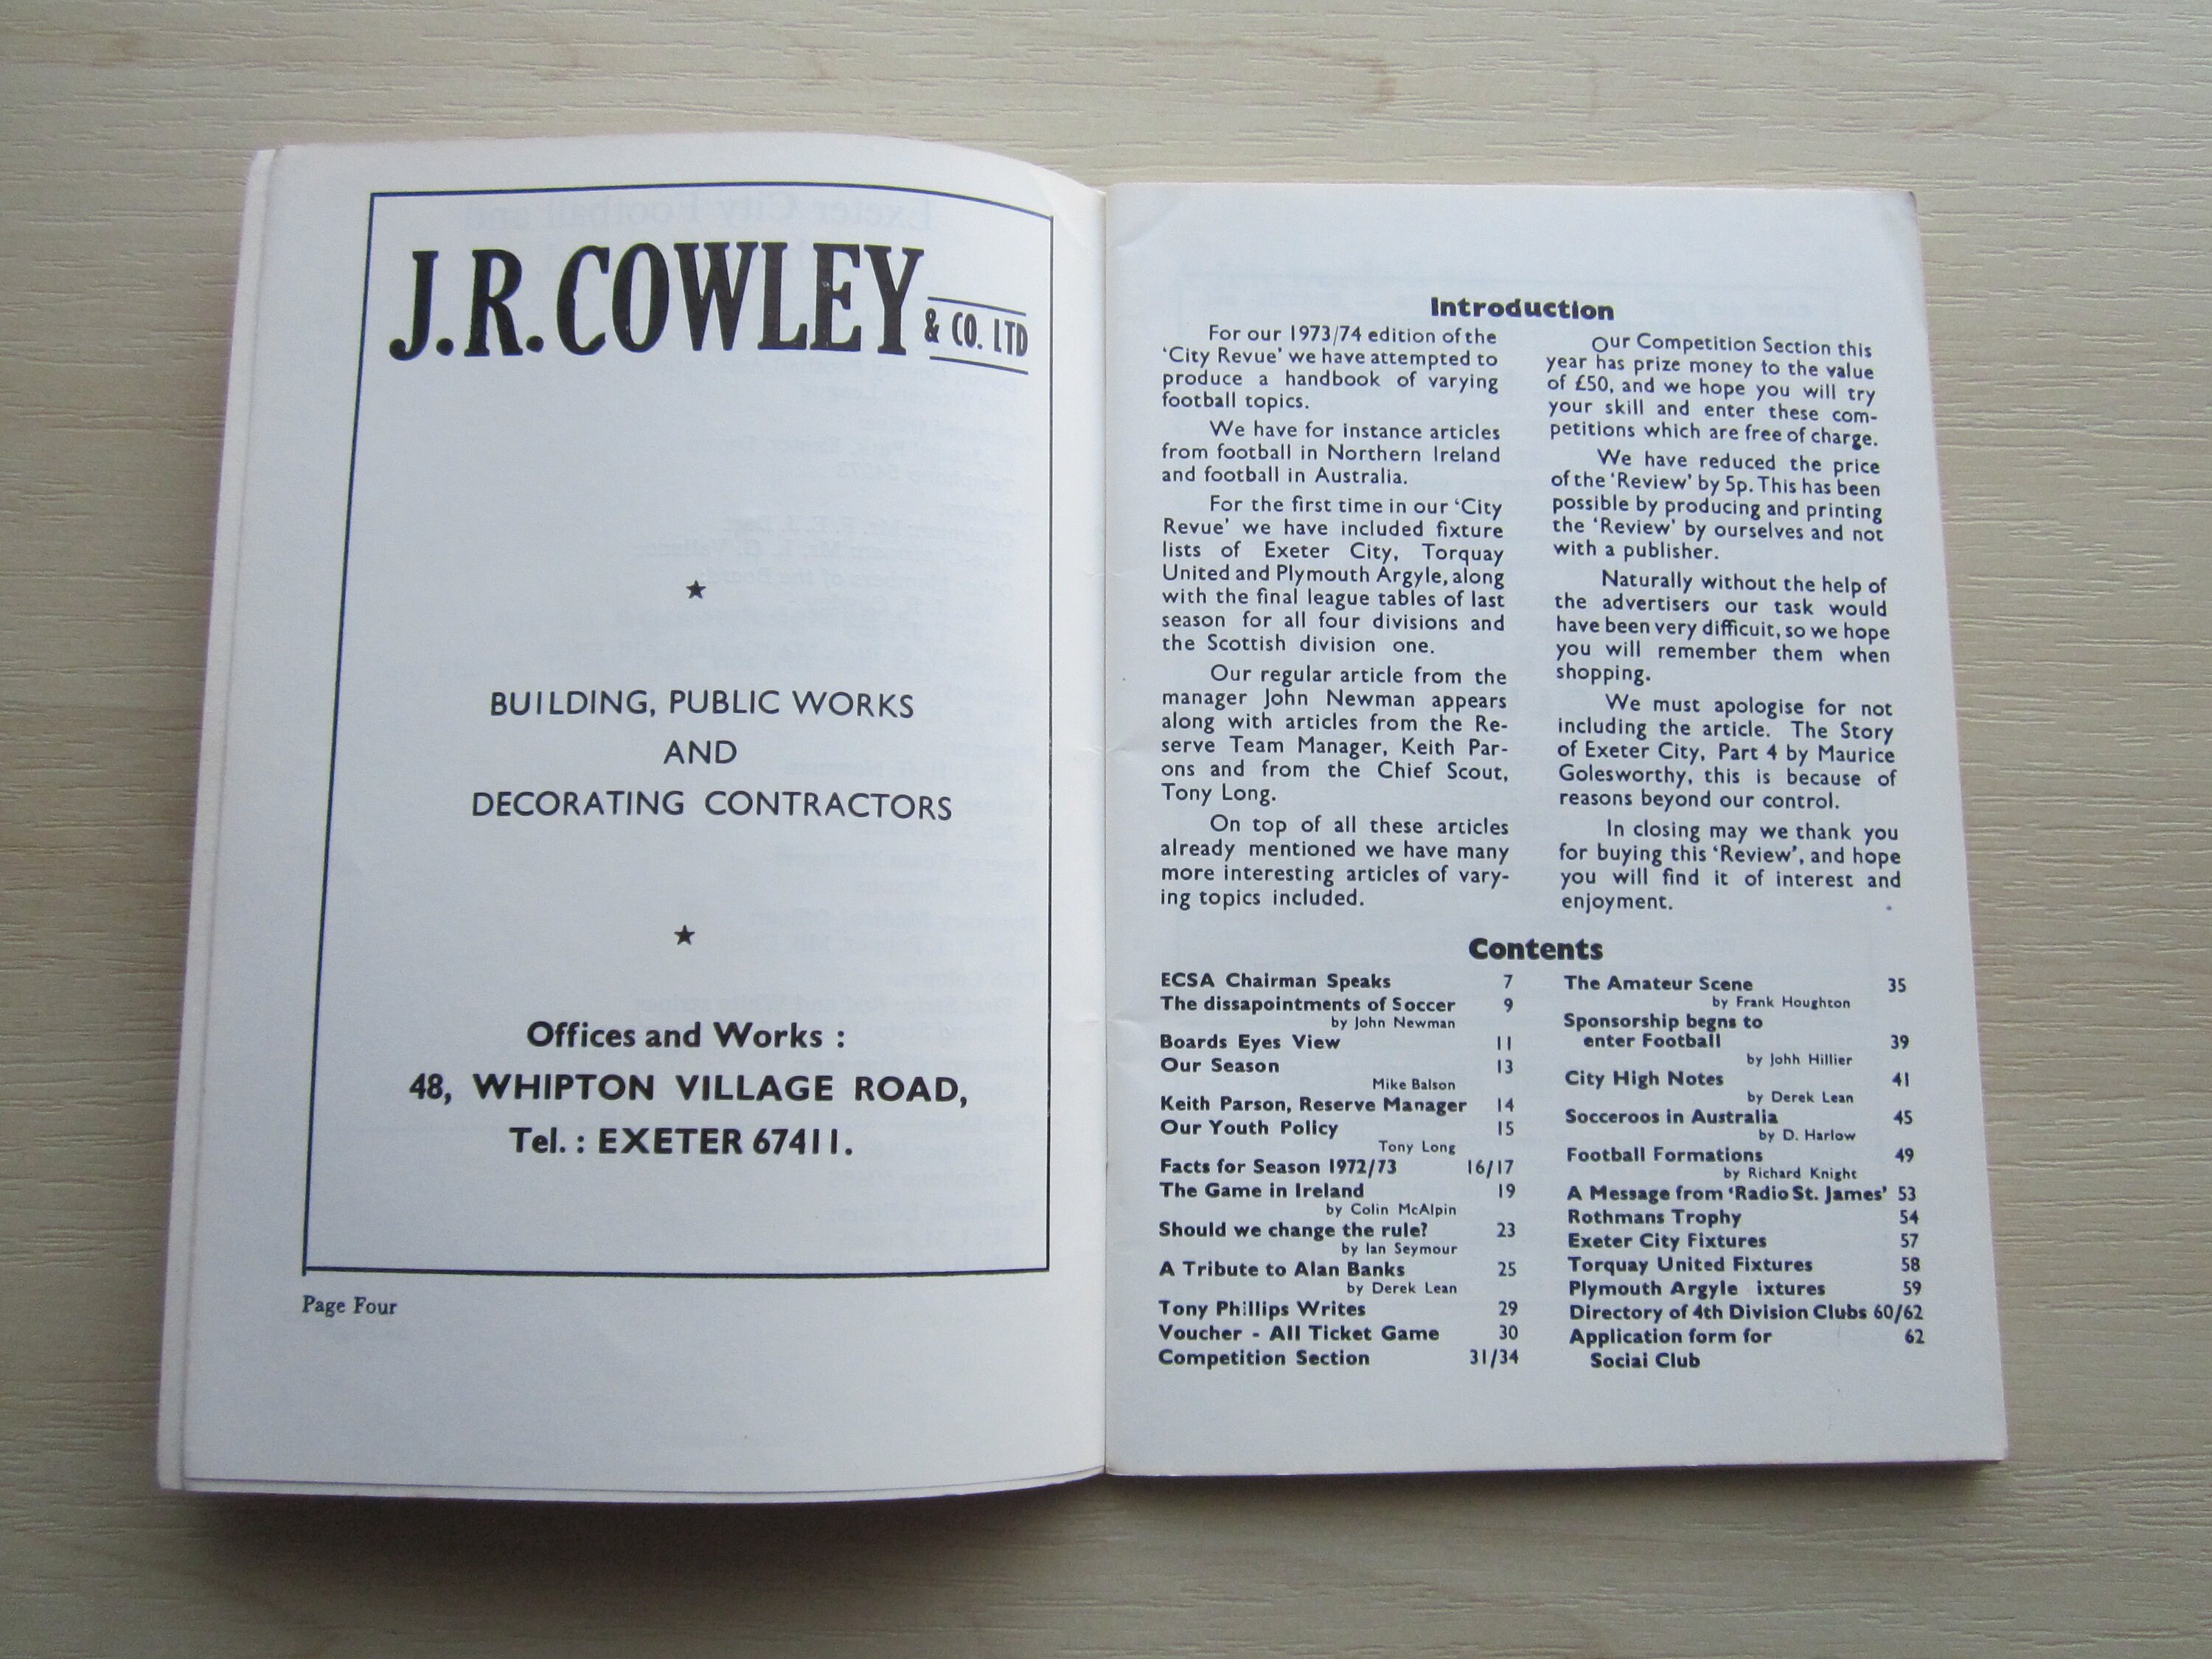 J.R.COWLEY & CO. LTD
★
BUILDING, PUBLIC WORKS
AND
DECORATING CONTRACTORS
★
Offices and Works :
48, WHIPTON VILLAGE ROAD,
Tel. : EXETER 67411.
Page Four
Introduction
For our 1973/74 edition of the
'City Revue' we have attempted to
produce a handbook of varying
football topics.
We have for instance articles
from football in Northern Ireland
and football in Australia.
For the first time in our 'City
Revue' we have included fixture
lists of Exeter City, Torquay
United and Plymouth Argyle, along
with the final league tables of last
season for all four divisions and
the Scottish division one.
Our regular article from the
manager John Newman appears
along with articles from the Re-
serve Team Manager, Keith Par-
ons and from the Chief Scout,
Tony Long.
On top of all these articles
already mentioned we have many
more interesting articles of vary-
ing topics included.
Our Competition Section this
year has prize money to the value
of £50, and we hope you will try
your skill and enter these com-
petitions which are free of charge.
We have reduced the price
of the 'Review' by 5p. This has been
possible by producing and printing
the 'Review' by ourselves and not
with a publisher.
Naturally without the help of
the advertisers our task would
have been very difficuit, so we hope
you will remember them when
shopping.
We must apologise for not
including the article. The Story
of Exeter City, Part 4 by Maurice
Golesworthy, this is because of
reasons beyond our control.
In closing may we thank you
for buying this 'Review', and hope
you will find it of interest and
enjoyment.
Contents
ECSA Chairman Speaks 7
The dissapointments of Soccer 9
by John Newman
Boards Eyes View 11
Our Season 13
Mike Balson
Keith Parson, Reserve Manager 14
Our Youth Policy 15
Tony Long
Facts for Season 1972/73 16/17
The Game in Ireland 19
by Colin McAlpin
Should we change the rule? 23
by Ian Seymour
A Tribute to Alan Banks 25
by Derek Lean
Tony Phillips Writes 29
Voucher - All Ticket Game 30
Competition Section 31/34
The Amateur Scene 35
by Frank Houghton
Sponsorship begns to
enter Football 39
by Johh Hillier
City High Notes 41
by Derek Lean
Socceroos in Australia 45
by D. Harlow
Football Formations 49
by Richard Knight
A Message from 'Radio St. James' 53
Rothmans Trophy 54
Exeter City Fixtures 57
Torquay United Fixtures 58
Plymouth Argyle ixtures 59
Directory of 4th Division Clubs 60/62
Application form for 62
Sociai Club